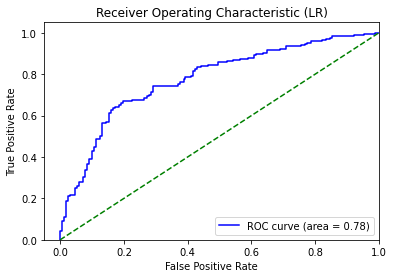 Receiver Operating Characteristic (LR)
True Positive Rate
1.0
0.8
0.6
0.4
0.2
0.0
ROC curve (area = 0.78)
0.0 0.2 0.4 0.6 0.8 1.0
False Positive Rate